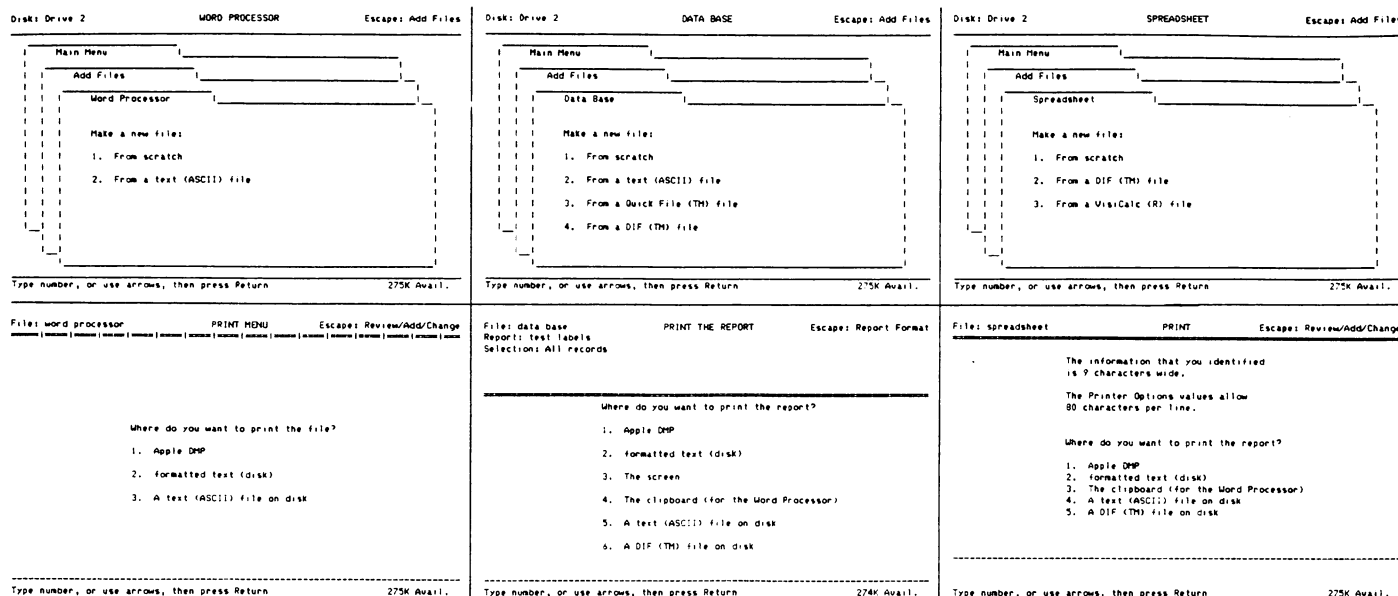 Disk: Drive 2 WORD PROCESSOR Escape: Add Files
Main Menu
Add Files
Word Processor
Make a new file:
1. From scratch
2. From a text (ASCII) file
Type number, or use arrows, then press Return 275K Avail.
Disk: Drive 2 DATA BASE Escape: Add Files
Main Menu
Add Files
Data Base
Make a new file:
1. From scratch
2. From a text (ASCII) file
3. From a Quick File (TM) file
4. From a DIF (TM) file
Type number, or use arrows, then press Return 275K Avail.
Disk: Drive 2 SPREADSHEET Escape: Add Files
Main Menu
Add Files
Spreadsheet
Make a new file:
1. From scratch
2. From a DIF (TM) file
3. From a VisiCalc (R) file
Type number, or use arrows, then press Return 275K Avail.
File: word processor PRINT MENU Escape: Review/Add/Change
Where do you want to print the file?
1. Apple DMP
2. formatted text (disk)
3. A text (ASCII) file on disk
Type number, or use arrows, then press Return 275K Avail.
File: data base PRINT THE REPORT Escape: Report Format
Report: test labels
Selection: All records
Where do you want to print the report?
1. Apple DMP
2. formatted text (disk)
3. The screen
4. The clipboard (for the Word Processor)
5. A text (ASCII) file on disk
6. A DIF (TM) file on disk
Type number, or use arrows, then press Return 274K Avail.
File: spreadsheet PRINT Escape: Review/Add/Change
The information that you identified
is 9 characters wide.
The Printer Options values allow
80 characters per line.
Where do you want to print the report?
1. Apple DMP
2. formatted text (disk)
3. The clipboard (for the Word Processor)
4. A text (ASCII) file on disk
5. A DIF (TM) file on disk
Type number, or use arrows, then press Return 275K Avail.